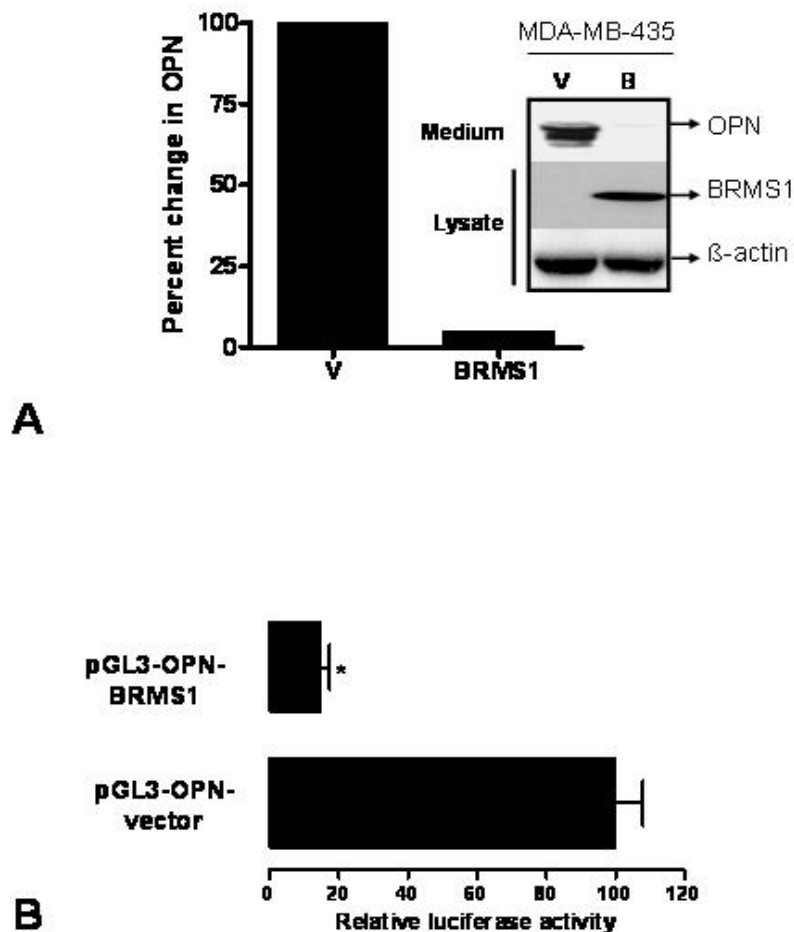 Percent change in OPN
100
75
50
25
0
V
BRMS1
MDA-MB-435
V B
Medium
Lysate
OPN
BRMS1
ß-actin
A
pGL3-OPN-
BRMS1
*
pGL3-OPN-
vector
0 20 40 60 80 100 120
Relative luciferase activity
B